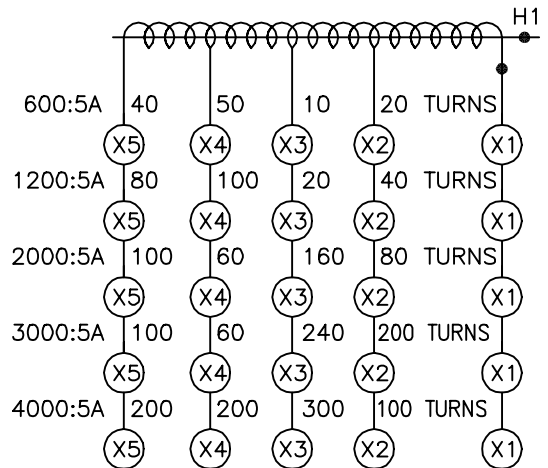 H1
600:5A 40 50 10 20 TURNS
X5 X4 X3 X2 X1
1200:5A 80 100 20 40 TURNS
X5 X4 X3 X2 X1
2000:5A 100 60 160 80 TURNS
X5 X4 X3 X2 X1
3000:5A 100 60 240 200 TURNS
X5 X4 X3 X2 X1
4000:5A 200 200 300 100 TURNS
X5 X4 X3 X2 X1